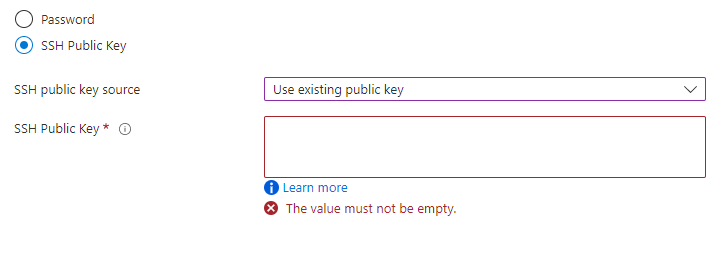 Password
SSH Public Key
SSH public key source
Use existing public key
SSH Public Key *
Learn more
The value must not be empty.